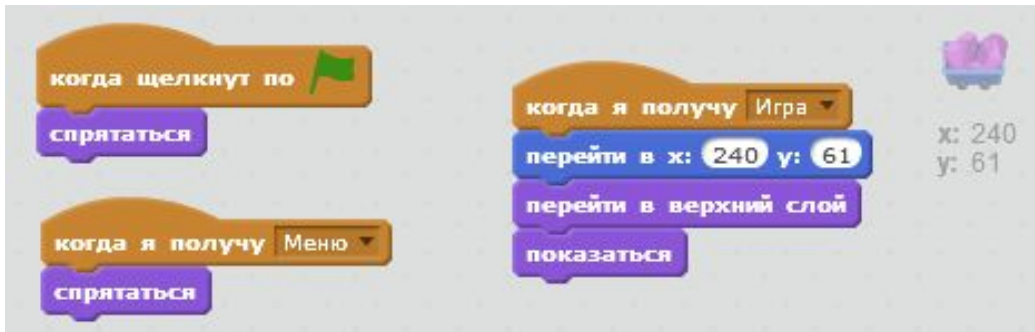 когда щелкнут по
спрятаться
когда я получу Меню
спрятаться
когда я получу Игра
перейти в x: 240 y: 61
перейти в верхний слой
показаться
x: 240
y: 61